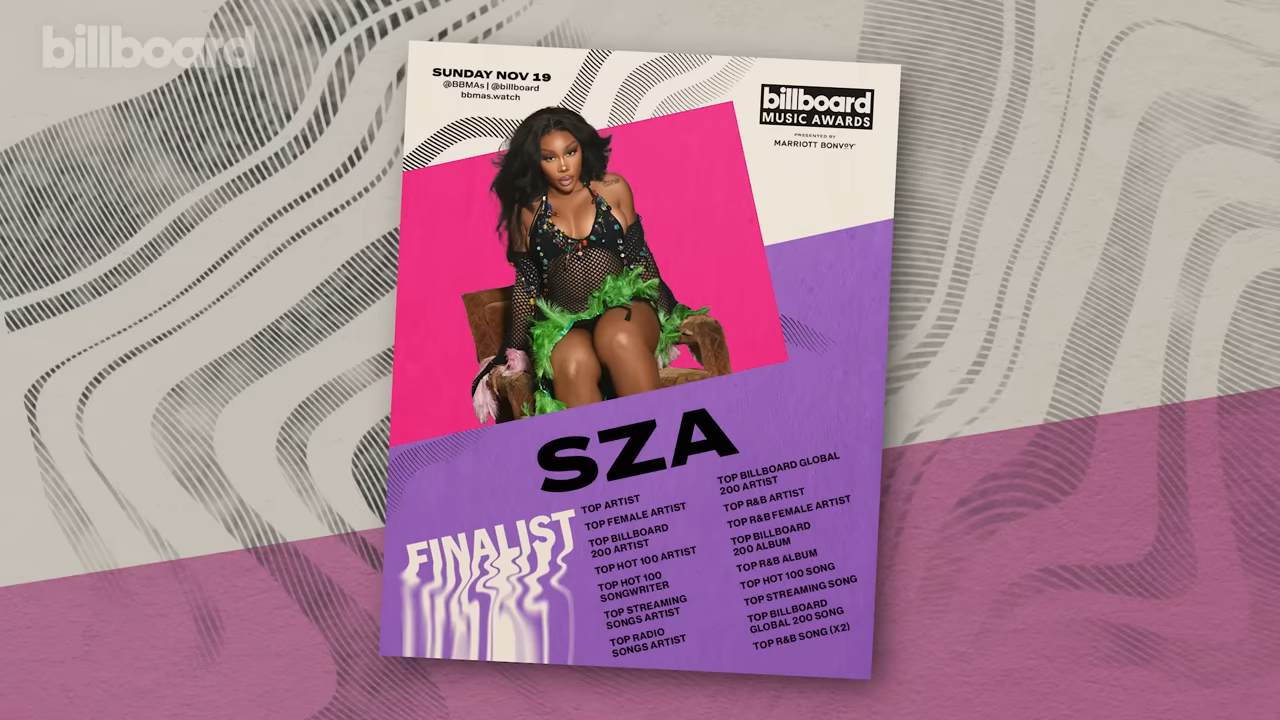 billboard
SUNDAY NOV 19
@BBMAs | @billboard
bbmas.watch
billboard
MUSIC AWARDS
PRESENTED BY
MARRIOTT BONVOY
SZA
FINALIST
TOP ARTIST
TOP FEMALE ARTIST
TOP BILLBOARD
200 ARTIST
TOP HOT 100 ARTIST
TOP HOT 100
SONGWRITER
TOP STREAMING
SONGS ARTIST
TOP RADIO
SONGS ARTIST
TOP BILLBOARD GLOBAL
200 ARTIST
TOP R&B ARTIST
TOP R&B FEMALE ARTIST
TOP BILLBOARD
200 ALBUM
TOP R&B ALBUM
TOP HOT 100 SONG
TOP STREAMING SONG
TOP BILLBOARD
GLOBAL 200 SONG
TOP R&B SONG (X2)